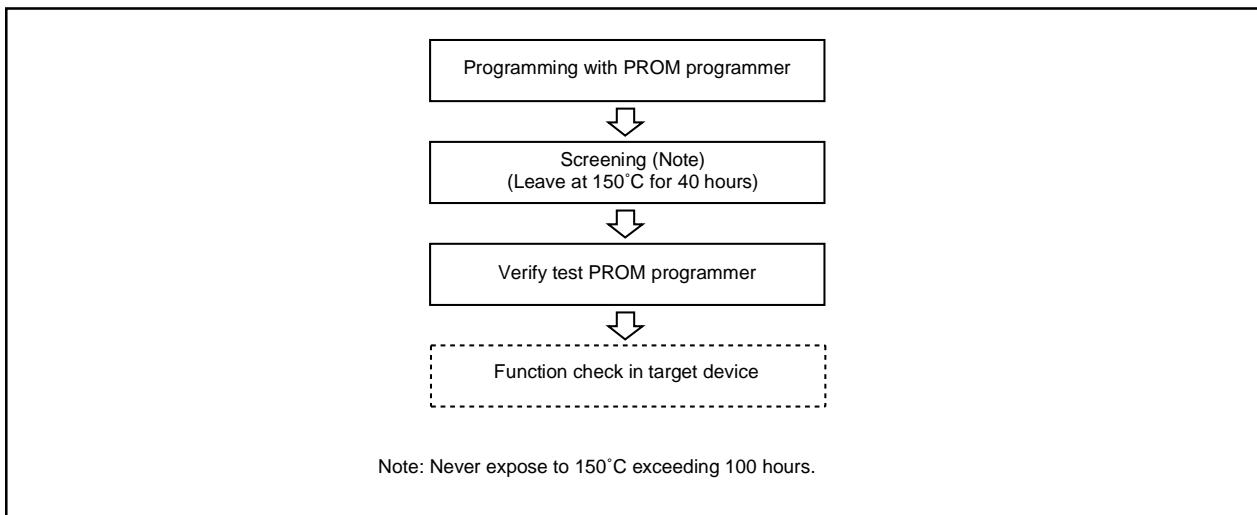 Programming with PROM programmer
Screening (Note)
(Leave at 150˚C for 40 hours)
Verify test PROM programmer
Function check in target device
Note: Never expose to 150˚C exceeding 100 hours.